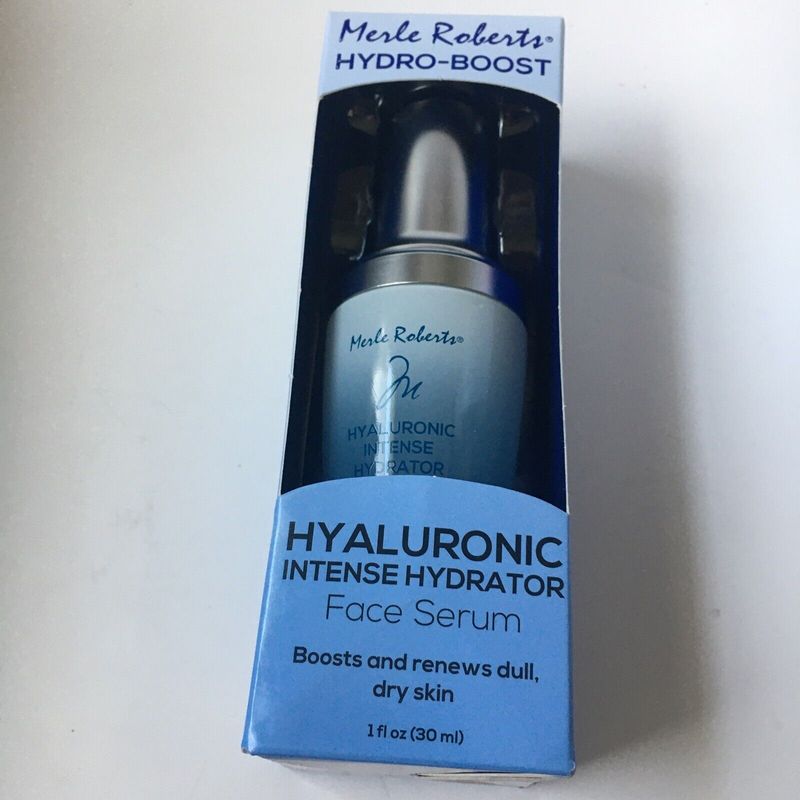 Merle Roberts®
HYDRO-BOOST
Merle Roberts®
M
HYALURONIC
INTENSE
HYDRATOR
HYALURONIC
INTENSE HYDRATOR
Face Serum
Boosts and renews dull,
dry skin
1 fl oz (30 ml)